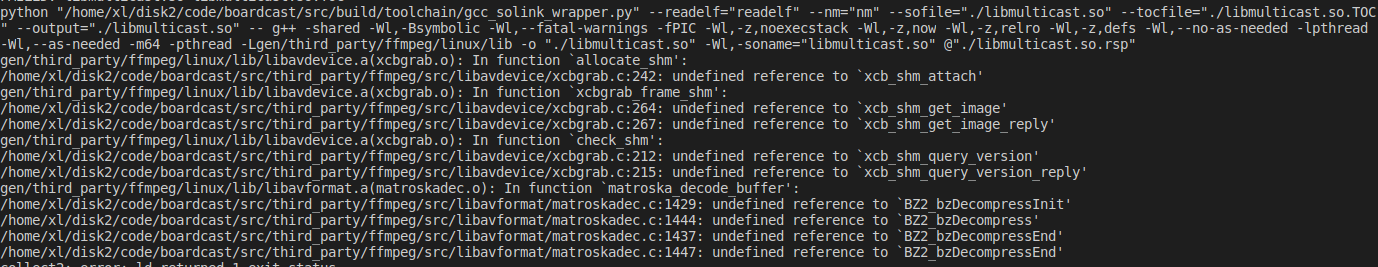 python "/home/xl/disk2/code/boardcast/src/build/toolchain/gcc_solink_wrapper.py" --readelf="readelf" --nm="nm" --sofile="./libmulticast.so" --tocfile="./libmulticast.so.TOC
" --output="./libmulticast.so" -- g++ -shared -Wl,-Bsymbolic -Wl,--fatal-warnings -fPIC -Wl,-z,noexecstack -Wl,-z,now -Wl,-z,relro -Wl,-z,defs -Wl,--no-as-needed -lpthread
-Wl,--as-needed -m64 -pthread -Lgen/third_party/ffmpeg/linux/lib -o "./libmulticast.so" -Wl,-soname="libmulticast.so" @"./libmulticast.so.rsp"
gen/third_party/ffmpeg/linux/lib/libavdevice.a(xcbgrab.o): In function `allocate_shm':
/home/xl/disk2/code/boardcast/src/third_party/ffmpeg/src/libavdevice/xcbgrab.c:242: undefined reference to `xcb_shm_attach'
gen/third_party/ffmpeg/linux/lib/libavdevice.a(xcbgrab.o): In function `xcbgrab_frame_shm':
/home/xl/disk2/code/boardcast/src/third_party/ffmpeg/src/libavdevice/xcbgrab.c:264: undefined reference to `xcb_shm_get_image'
/home/xl/disk2/code/boardcast/src/third_party/ffmpeg/src/libavdevice/xcbgrab.c:267: undefined reference to `xcb_shm_get_image_reply'
gen/third_party/ffmpeg/linux/lib/libavdevice.a(xcbgrab.o): In function `check_shm':
/home/xl/disk2/code/boardcast/src/third_party/ffmpeg/src/libavdevice/xcbgrab.c:212: undefined reference to `xcb_shm_query_version'
/home/xl/disk2/code/boardcast/src/third_party/ffmpeg/src/libavdevice/xcbgrab.c:215: undefined reference to `xcb_shm_query_version_reply'
gen/third_party/ffmpeg/linux/lib/libavformat.a(matroskadec.o): In function `matroska_decode_buffer':
/home/xl/disk2/code/boardcast/src/third_party/ffmpeg/src/libavformat/matroskadec.c:1429: undefined reference to `BZ2_bzDecompressInit'
/home/xl/disk2/code/boardcast/src/third_party/ffmpeg/src/libavformat/matroskadec.c:1444: undefined reference to `BZ2_bzDecompress'
/home/xl/disk2/code/boardcast/src/third_party/ffmpeg/src/libavformat/matroskadec.c:1437: undefined reference to `BZ2_bzDecompressEnd'
/home/xl/disk2/code/boardcast/src/third_party/ffmpeg/src/libavformat/matroskadec.c:1447: undefined reference to `BZ2_bzDecompressEnd'
collect2: error: ld returned 1 exit status